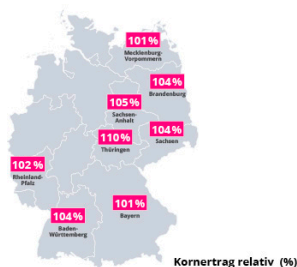 101 %
Mecklenburg-
Vorpommern
104 %
Brandenburg
105 %
Sachsen-
Anhalt
110 %
Thüringen
104 %
Sachsen
102 %
Rheinland-
Pfalz
104 %
Baden-
Württemberg
101 %
Bayern
Kornertrag relativ (%)